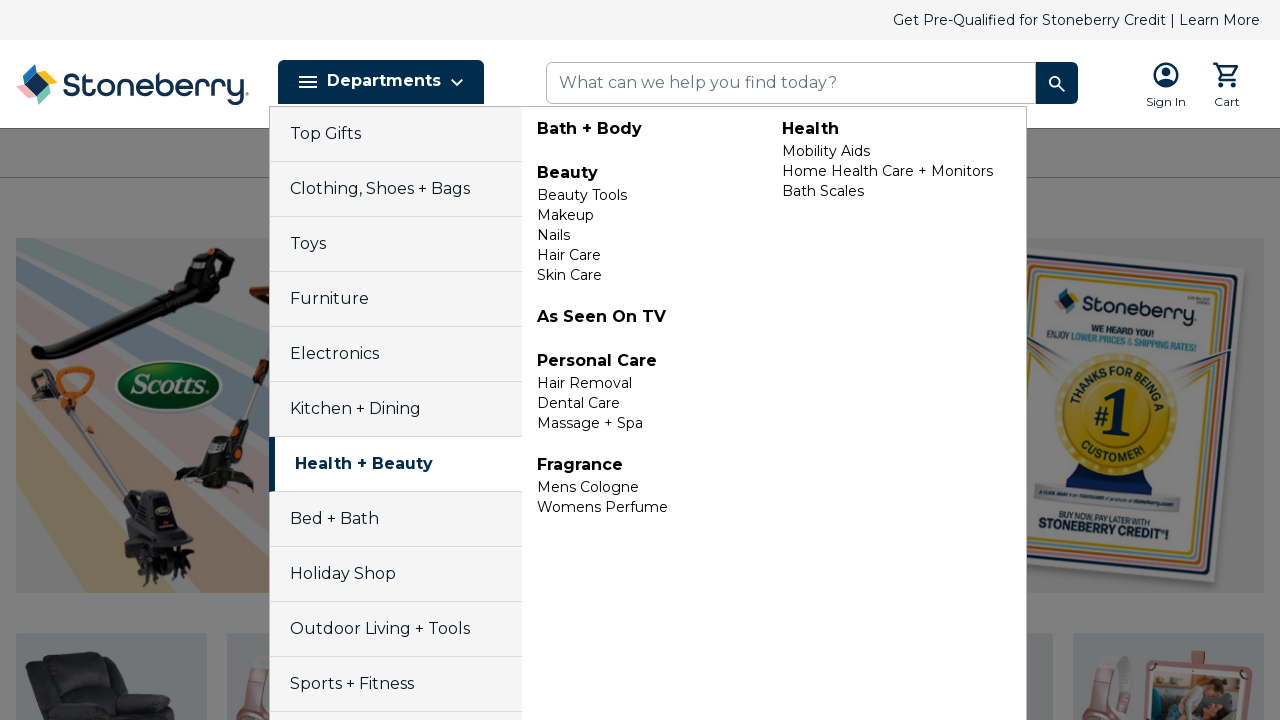 Get Pre-Qualified for Stoneberry Credit | Learn More
Stoneberry
Departments
What can we help you find today?
Sign In
Cart
Top Gifts
Clothing, Shoes + Bags
Toys
Furniture
Electronics
Kitchen + Dining
Health + Beauty
Bed + Bath
Holiday Shop
Outdoor Living + Tools
Sports + Fitness
Bath + Body
Beauty
Beauty Tools
Makeup
Nails
Hair Care
Skin Care
As Seen On TV
Personal Care
Hair Removal
Dental Care
Massage + Spa
Fragrance
Mens Cologne
Womens Perfume
Health
Mobility Aids
Home Health Care + Monitors
Bath Scales
Scotts
Stoneberry
WE HEARD YOU!
ENJOY LOWER PRICES & SHIPPING RATES!
THANKS FOR BEING A
#1
CUSTOMER!
BUY NOW, PAY LATER WITH
STONEBERRY CREDIT®!